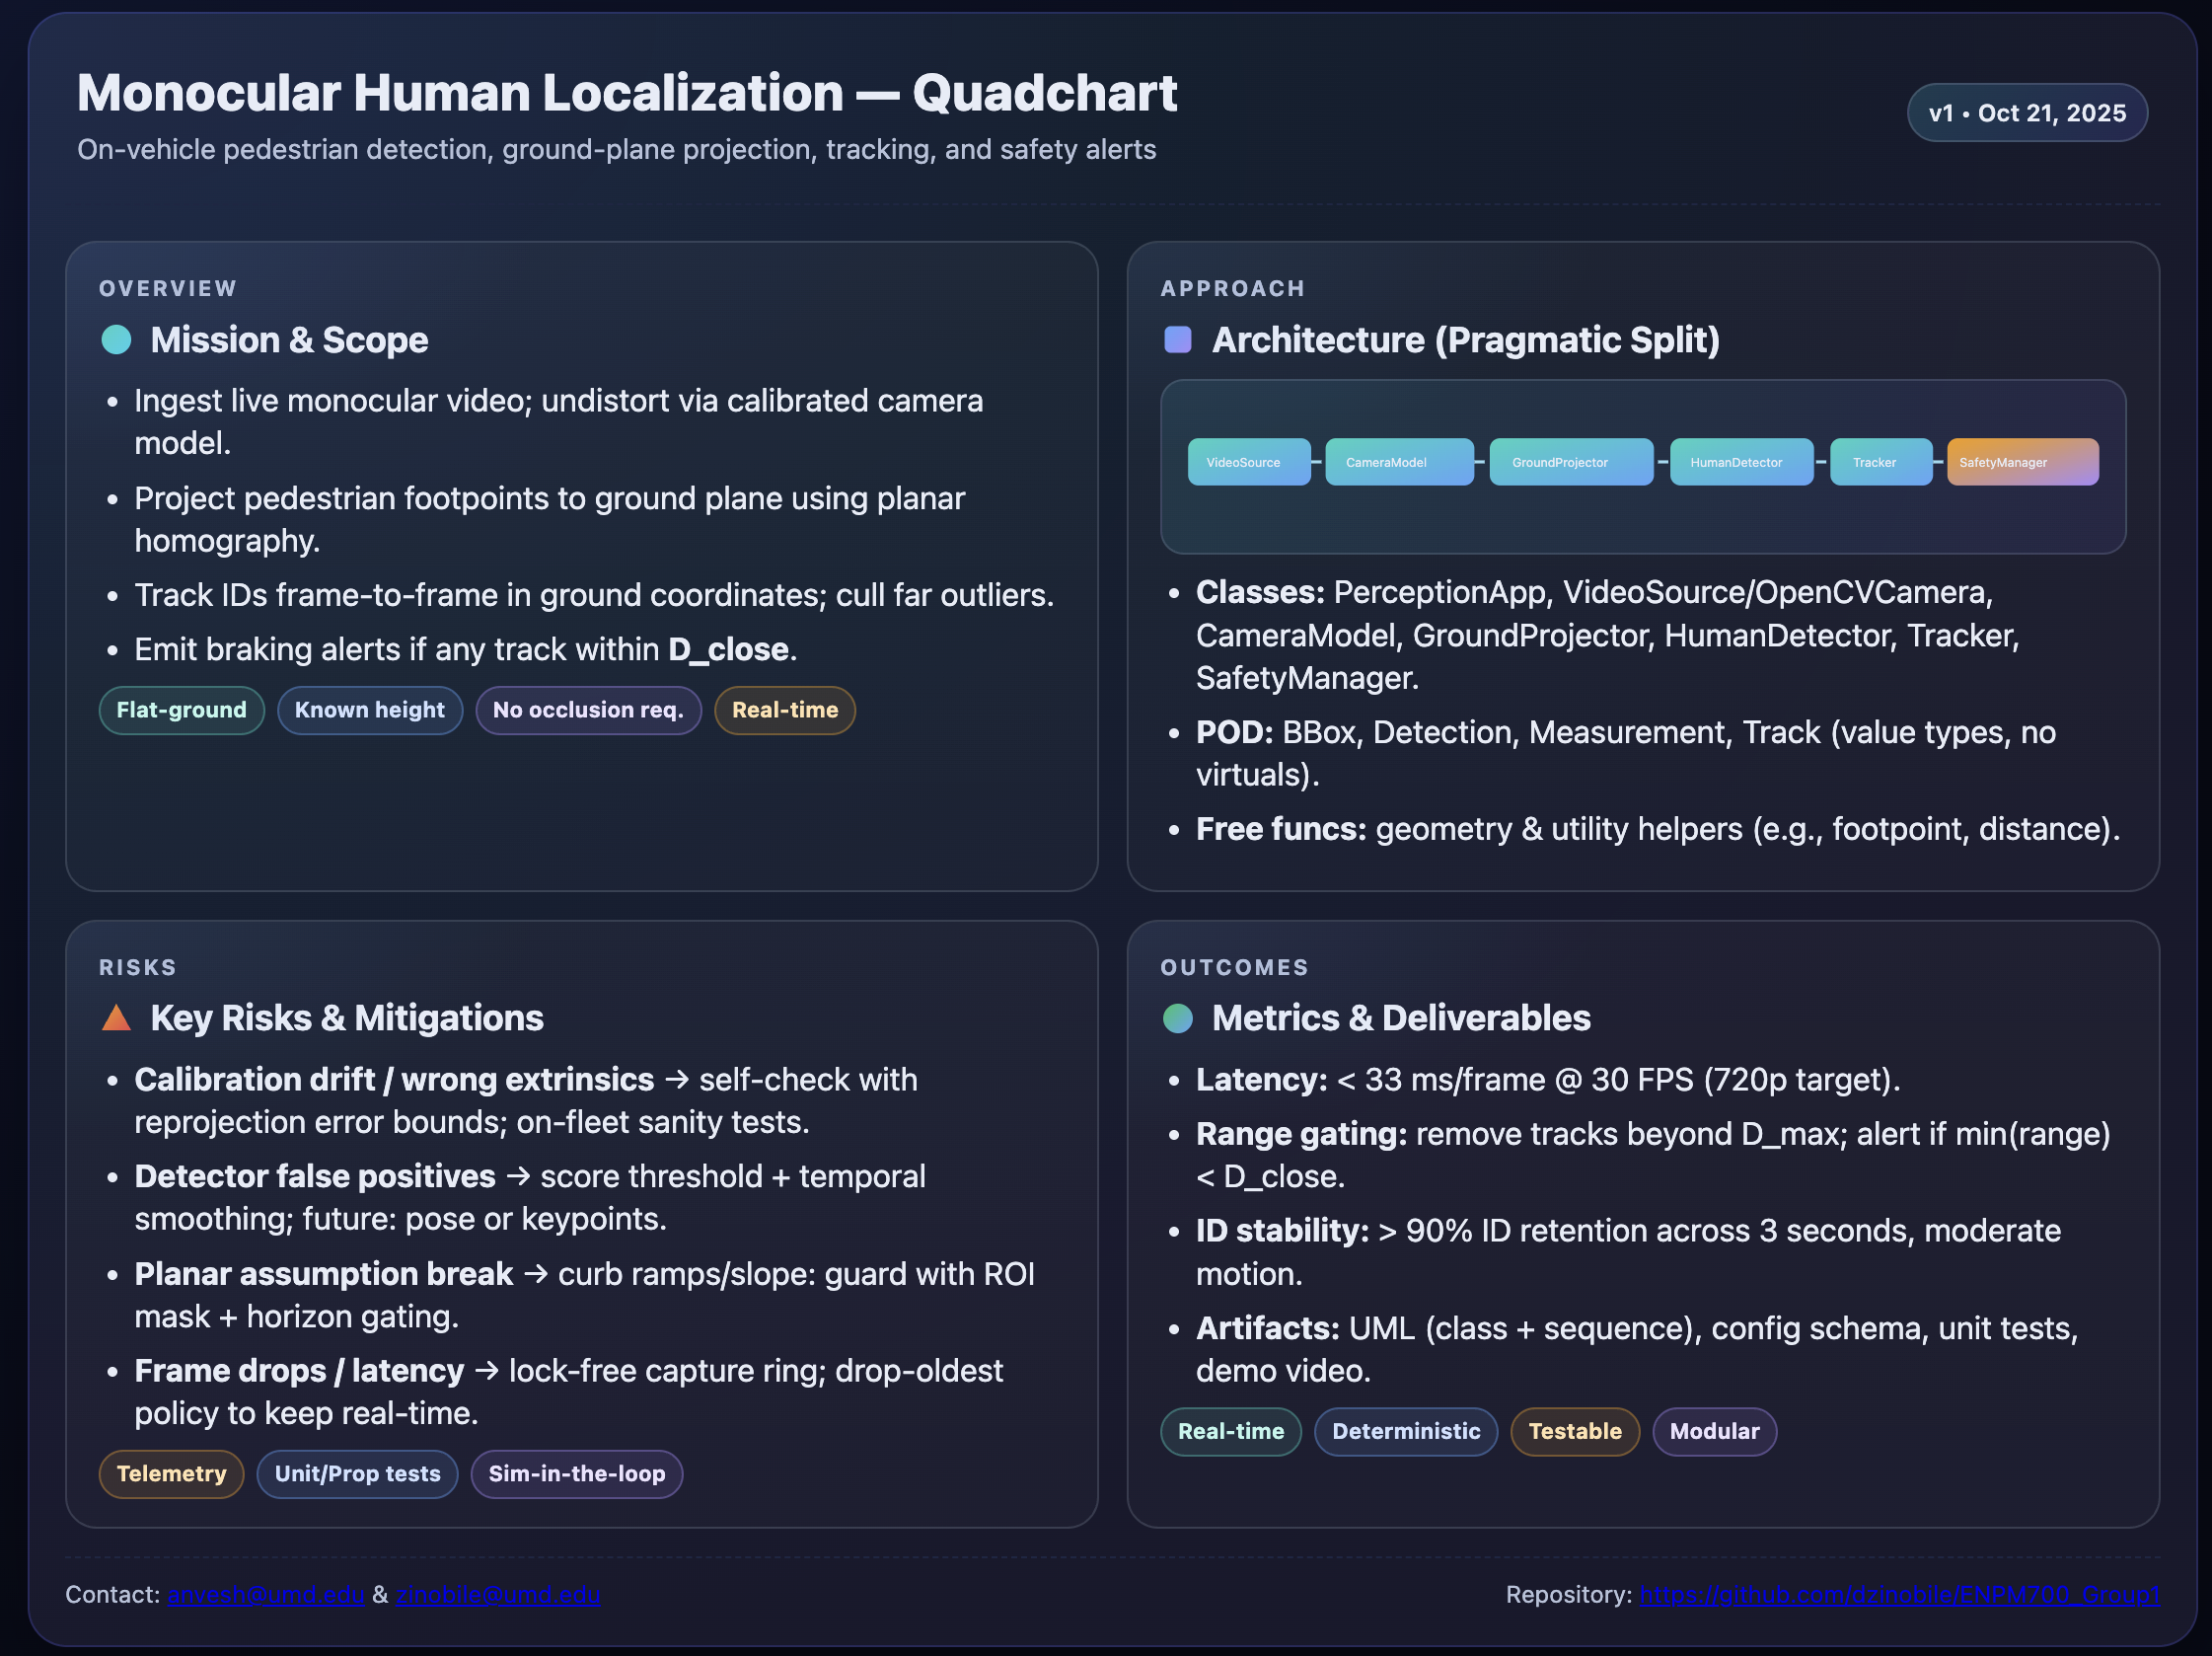 Monocular Human Localization — Quadchart
On-vehicle pedestrian detection, ground-plane projection, tracking, and safety alerts
v1 • Oct 21, 2025
OVERVIEW
Mission & Scope
• Ingest live monocular video; undistort via calibrated camera
model.
• Project pedestrian footpoints to ground plane using planar
homography.
• Track IDs frame-to-frame in ground coordinates; cull far outliers.
• Emit braking alerts if any track within D_close.
Flat-ground Known height No occlusion req. Real-time
APPROACH
Architecture (Pragmatic Split)
VideoSource CameraModel GroundProjector HumanDetector Tracker SafetyManager
• Classes: PerceptionApp, VideoSource/OpenCVCamera,
CameraModel, GroundProjector, HumanDetector, Tracker,
SafetyManager.
• POD: BBox, Detection, Measurement, Track (value types, no
virtuals).
• Free funcs: geometry & utility helpers (e.g., footpoint, distance).
RISKS
Key Risks & Mitigations
• Calibration drift / wrong extrinsics → self-check with
reprojection error bounds; on-fleet sanity tests.
• Detector false positives → score threshold + temporal
smoothing; future: pose or keypoints.
• Planar assumption break → curb ramps/slope: guard with ROI
mask + horizon gating.
• Frame drops / latency → lock-free capture ring; drop-oldest
policy to keep real-time.
Telemetry Unit/Prop tests Sim-in-the-loop
OUTCOMES
Metrics & Deliverables
• Latency: < 33 ms/frame @ 30 FPS (720p target).
• Range gating: remove tracks beyond D_max; alert if min(range)
< D_close.
• ID stability: > 90% ID retention across 3 seconds, moderate
motion.
• Artifacts: UML (class + sequence), config schema, unit tests,
demo video.
Real-time Deterministic Testable Modular
Contact: anvesh@umd.edu & zinobile@umd.edu
Repository: https://github.com/dzinobile/ENPM700_Group1